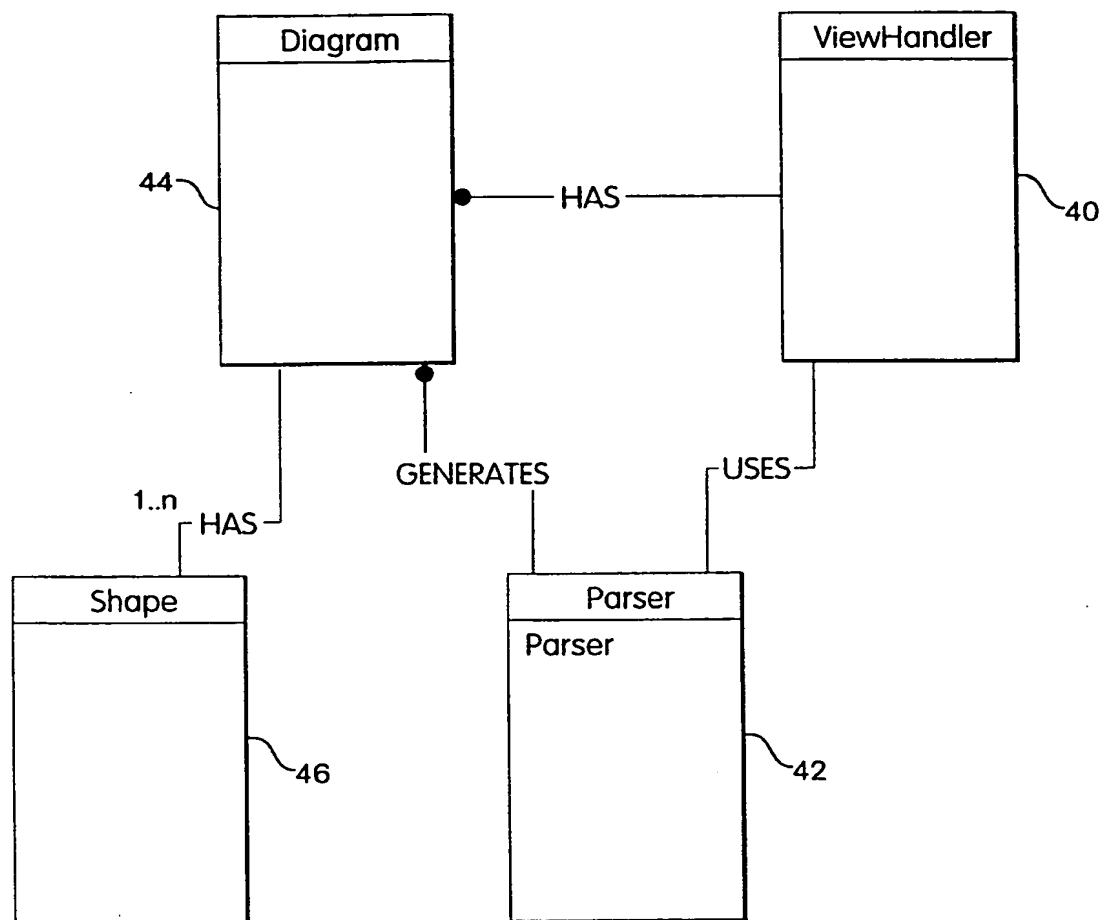 Diagram
ViewHandler
44
HAS
40
GENERATES
USES
1..n
HAS
Shape
Parser
Parser
46
42